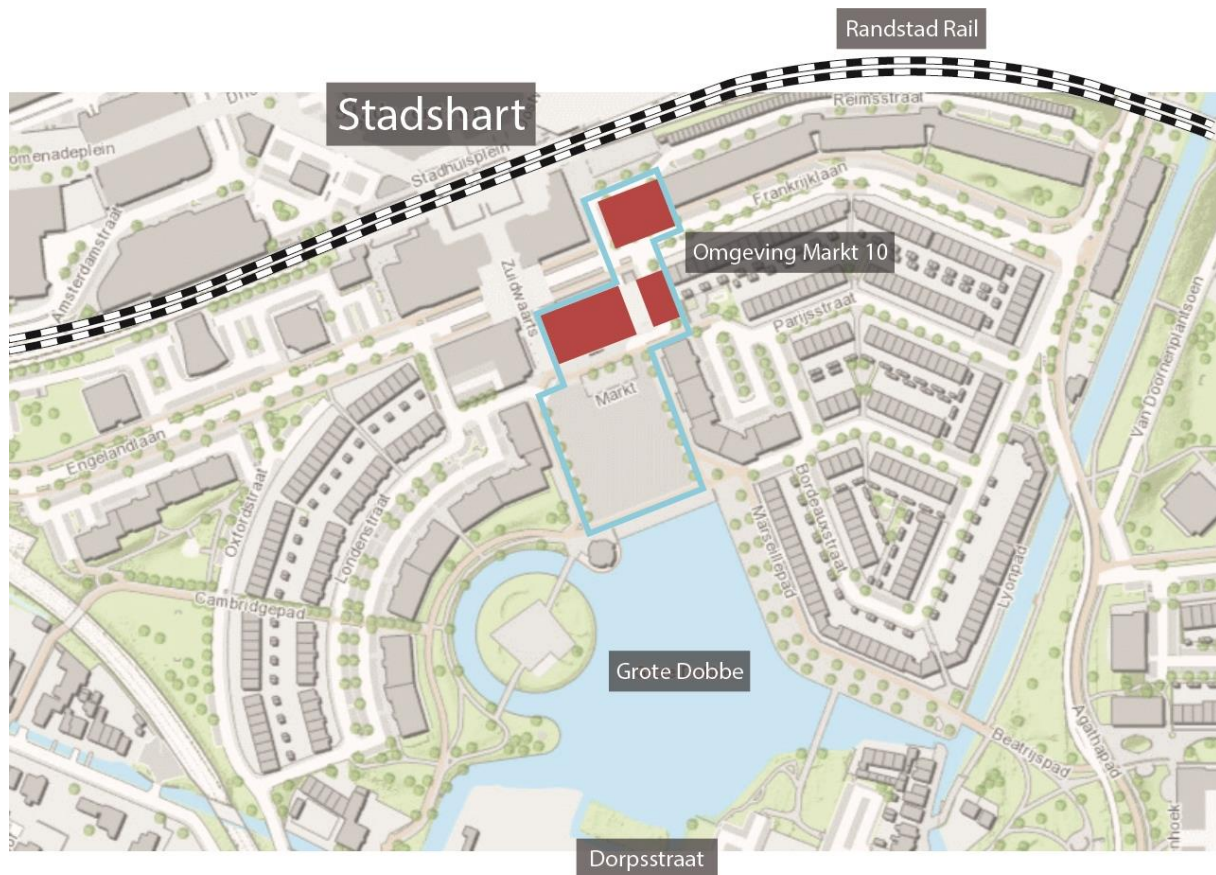 Randstad Rail
Stadshart
Reimsstraat
Stadhuisplein
omenadeplein
Frankrijklaan
Amsterdamstraat
Omgeving Markt 10
Zuidwaarts
Parijsstraat
Van Doornenplantsoen
Markt
Engelandlaan
Oxfordstraat
Londenstraat
Bordeauxstraat
Marseillepad
Lyonpad
Cambridgepad
Grote Dobbe
Agathapad
Beatrijspad
nhoek
Dorpsstraat